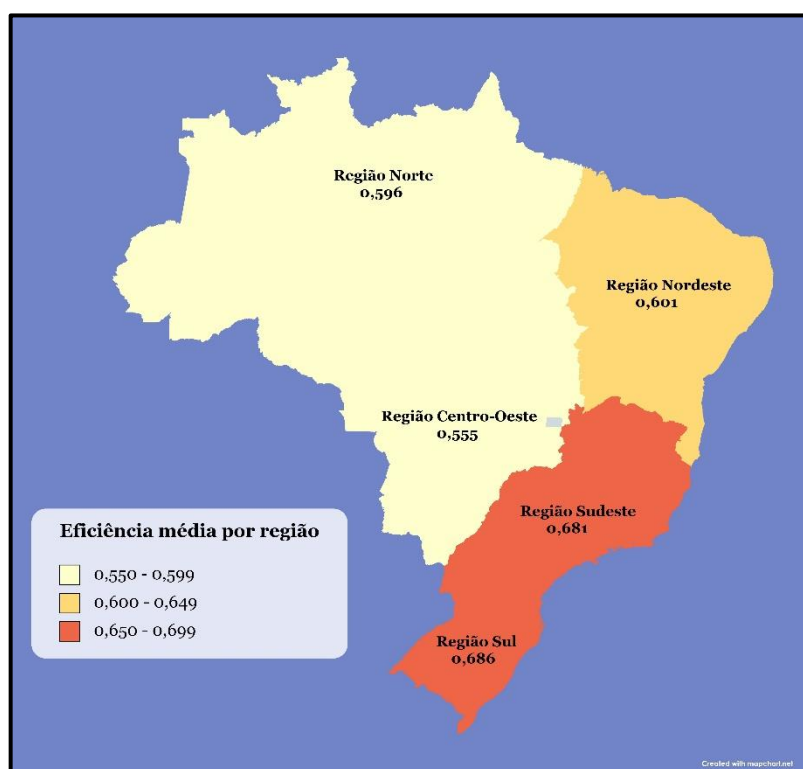 Região Norte
0,596
Região Nordeste
0,601
Região Centro-Oeste
0,555
Região Sudeste
0,681
Região Sul
0,686
Eficiência média por região
0,550 - 0,599
0,600 - 0,649
0,650 - 0,699
Created with mapchart.net